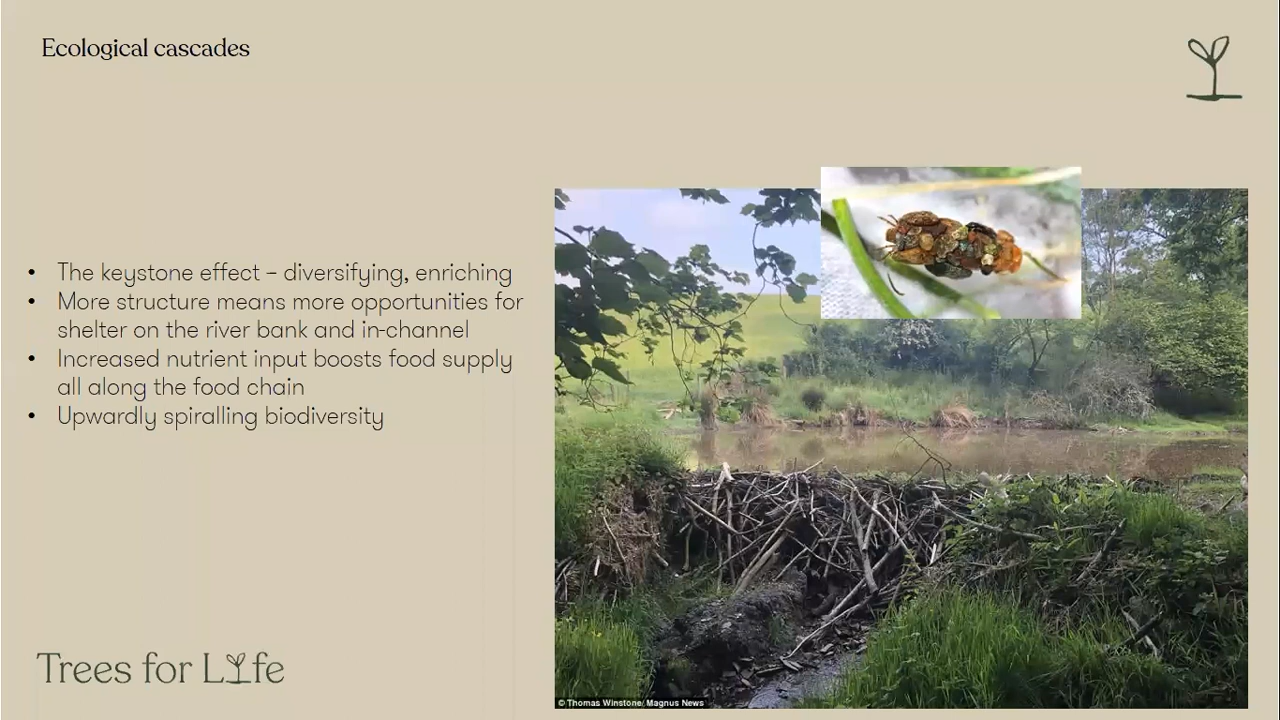 Ecological cascades
• The keystone effect – diversifying, enriching
• More structure means more opportunities for
shelter on the river bank and in-channel
• Increased nutrient input boosts food supply
all along the food chain
• Upwardly spiralling biodiversity
Trees for Life
© Thomas Winstone/ Magnus News